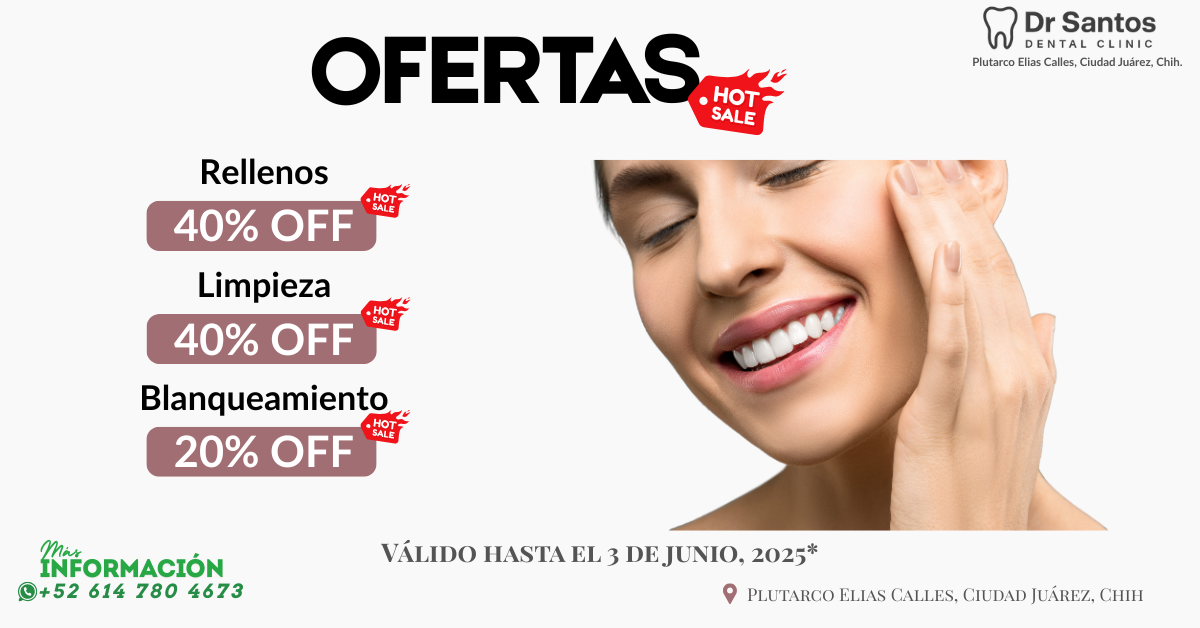 Dr Santos
DENTAL CLINIC
Plutarco Elias Calles, Ciudad Juárez, Chih.
OFERTAS
HOT
SALE
Rellenos
40% OFF
HOT
SALE
Limpieza
40% OFF
HOT
SALE
Blanqueamiento
20% OFF
HOT
SALE
Válido hasta el 3 de junio, 2025*
Más
INFORMACIÓN
+52 614 780 4673
Plutarco Elias Calles, Ciudad Juárez, Chih